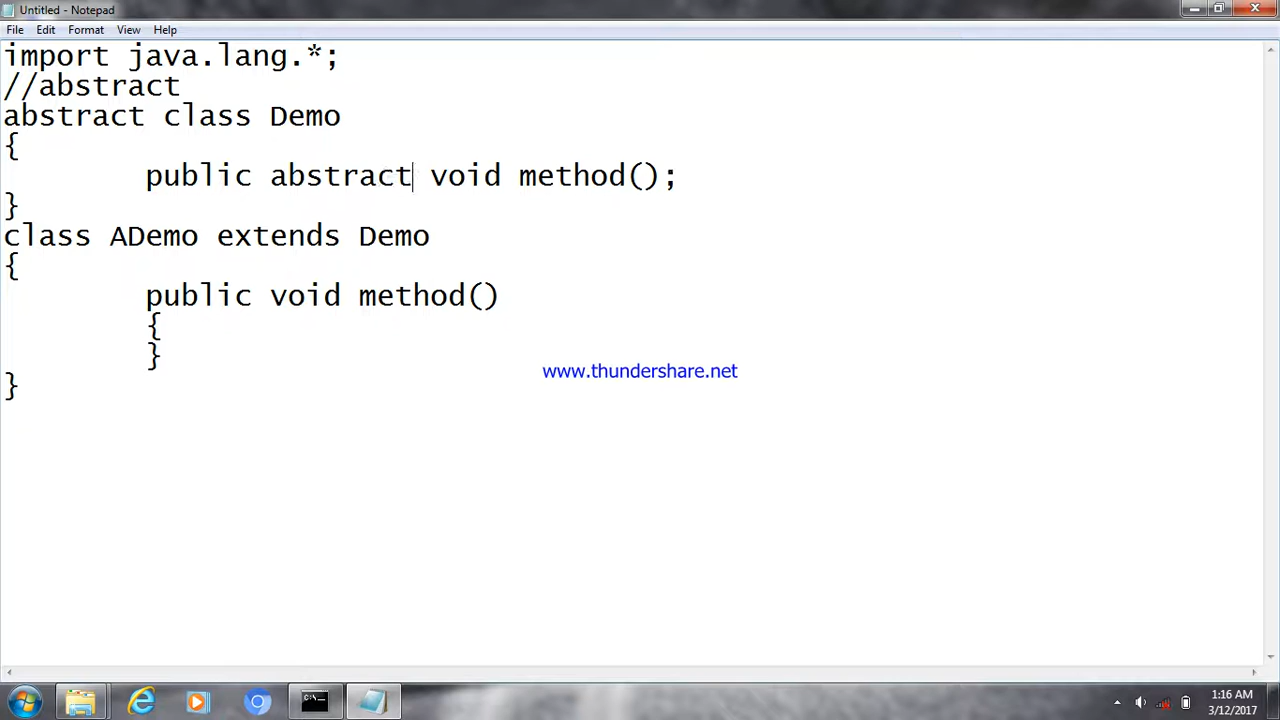 Untitled - Notepad
File Edit Format View Help
import java.lang.*;
//abstract
abstract class Demo
{
public abstract void method();
}
class ADemo extends Demo
{
public void method()
{
}
www.thundershare.net
}
1:16 AM
3/12/2017